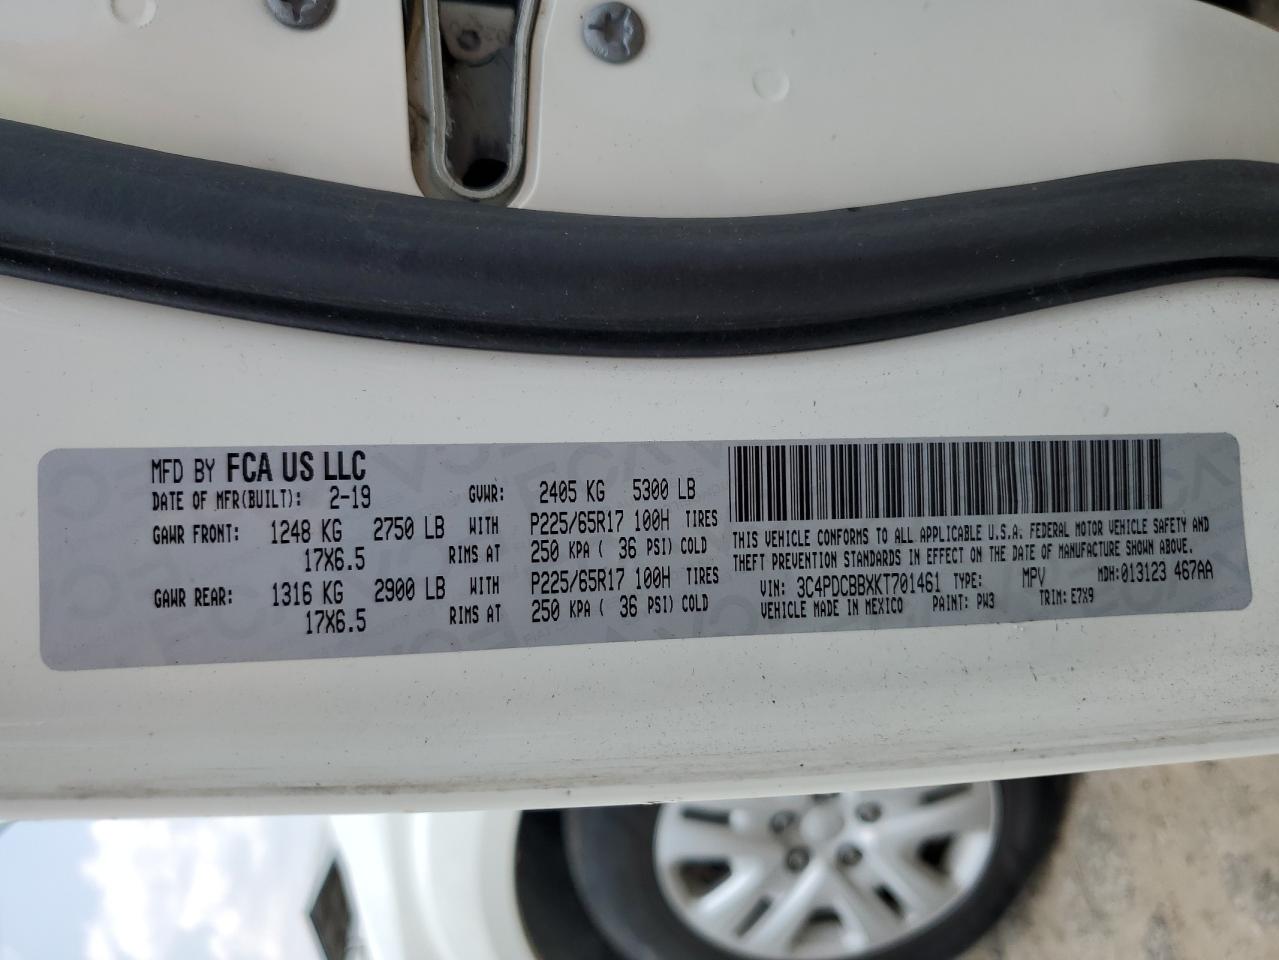 MFD BY FCA US LLC
DATE OF MFR(BUILT): 2-19 GVWR: 2405 KG 5300 LB
GAWR FRONT: 1248 KG 2750 LB WITH P225/65R17 100H TIRES
17X6.5 RIMS AT 250 KPA ( 36 PSI) COLD
GAWR REAR: 1316 KG 2900 LB WITH P225/65R17 100H TIRES
17X6.5 RIMS AT 250 KPA ( 36 PSI) COLD
THIS VEHICLE CONFORMS TO ALL APPLICABLE U.S.A. FEDERAL MOTOR VEHICLE SAFETY AND
THEFT PREVENTION STANDARDS IN EFFECT ON THE DATE OF MANUFACTURE SHOWN ABOVE.
VIN: 3C4PDCBBXKT701461 TYPE: MPV MDH: 013123 467AA
VEHICLE MADE IN MEXICO PAINT: PW3 TRIM: E7X9